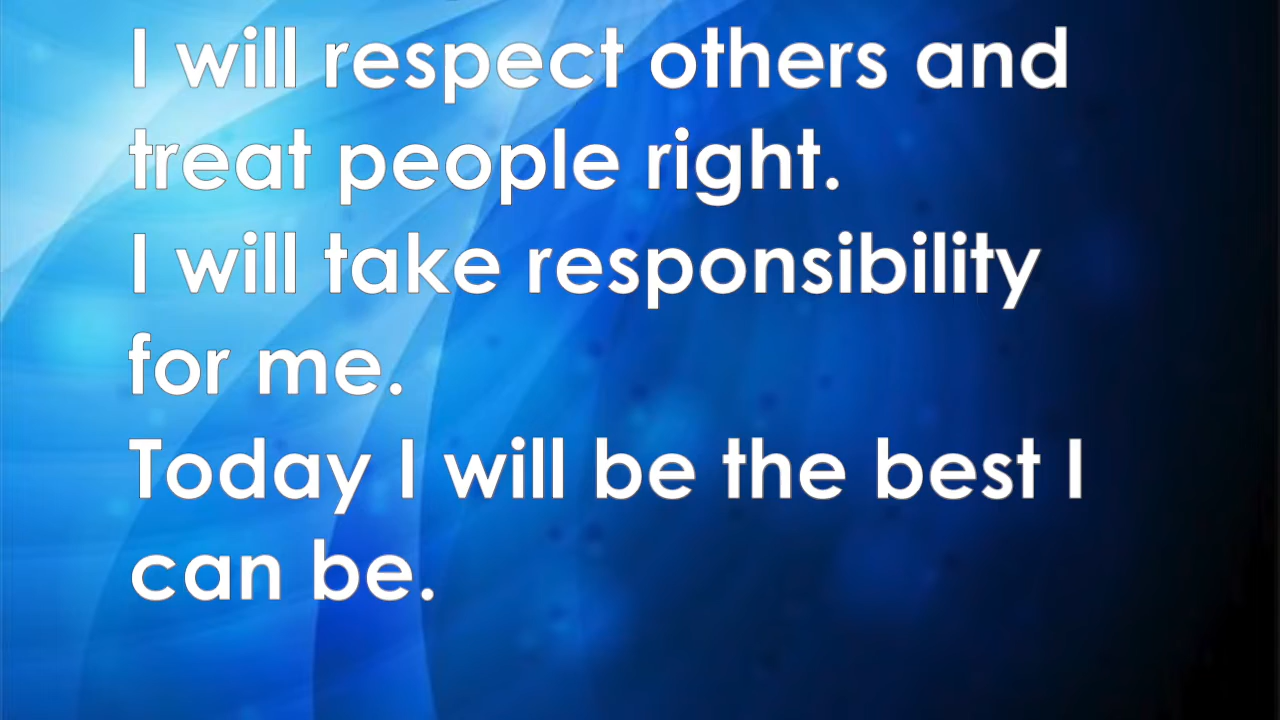 I will respect others and
treat people right.
I will take responsibility
for me.
Today I will be the best I
can be.